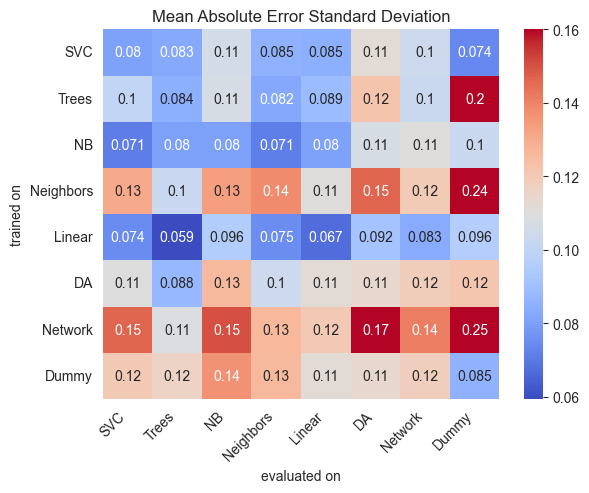 Mean Absolute Error Standard Deviation
SVC 0.08 0.083 0.11 0.085 0.085 0.11 0.1 0.074
Trees 0.1 0.084 0.11 0.082 0.089 0.12 0.1 0.2
NB 0.071 0.08 0.08 0.071 0.08 0.11 0.11 0.1
Neighbors 0.13 0.1 0.13 0.14 0.11 0.15 0.12 0.24
Linear 0.074 0.059 0.096 0.075 0.067 0.092 0.083 0.096
DA 0.11 0.088 0.13 0.1 0.11 0.11 0.12 0.12
Network 0.15 0.11 0.15 0.13 0.12 0.17 0.14 0.25
Dummy 0.12 0.12 0.14 0.13 0.11 0.11 0.12 0.085
trained on
SVC Trees NB Neighbors Linear DA Network Dummy
evaluated on
0.16
0.14
0.12
0.10
0.08
0.06